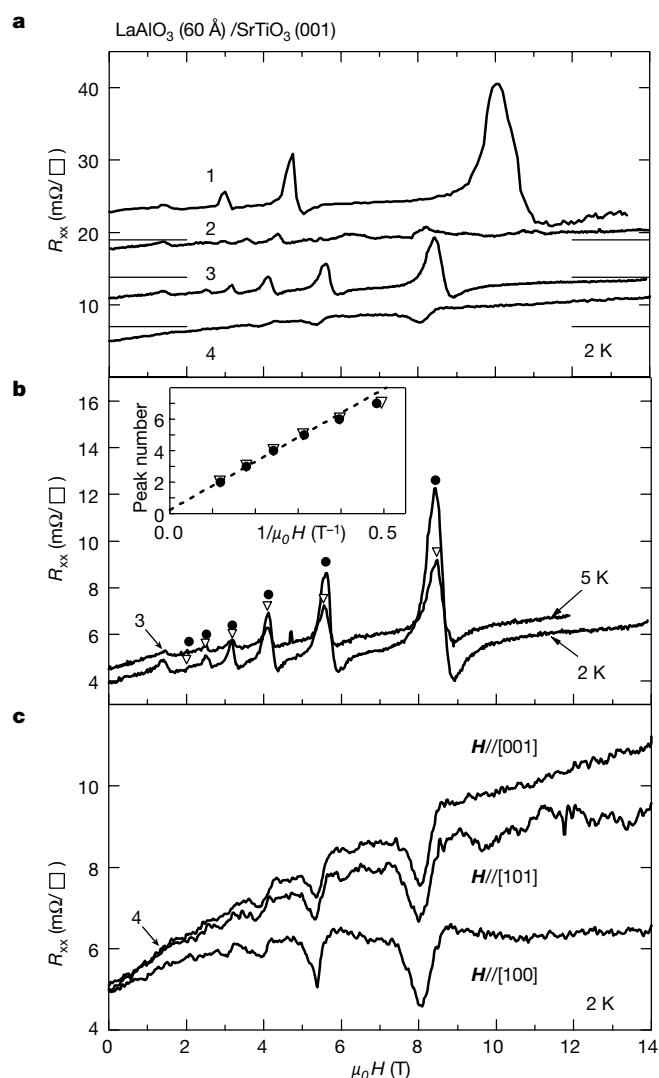 a
LaAlO₃ (60 Å) /SrTiO₃ (001)
40
30
20
10
Rxx (mΩ/□)
1
2
3
4
2 K
b
16
14
12
10
8
6
4
Rxx (mΩ/□)
6
4
2
0
Peak number
0.0
1/μ₀H (T⁻¹)
0.5
3
5 K
2 K
c
10
8
6
4
Rxx (mΩ/□)
H//[001]
H//[101]
4
H//[100]
2 K
0 2 4 6 8 10 12 14
μ₀H (T)